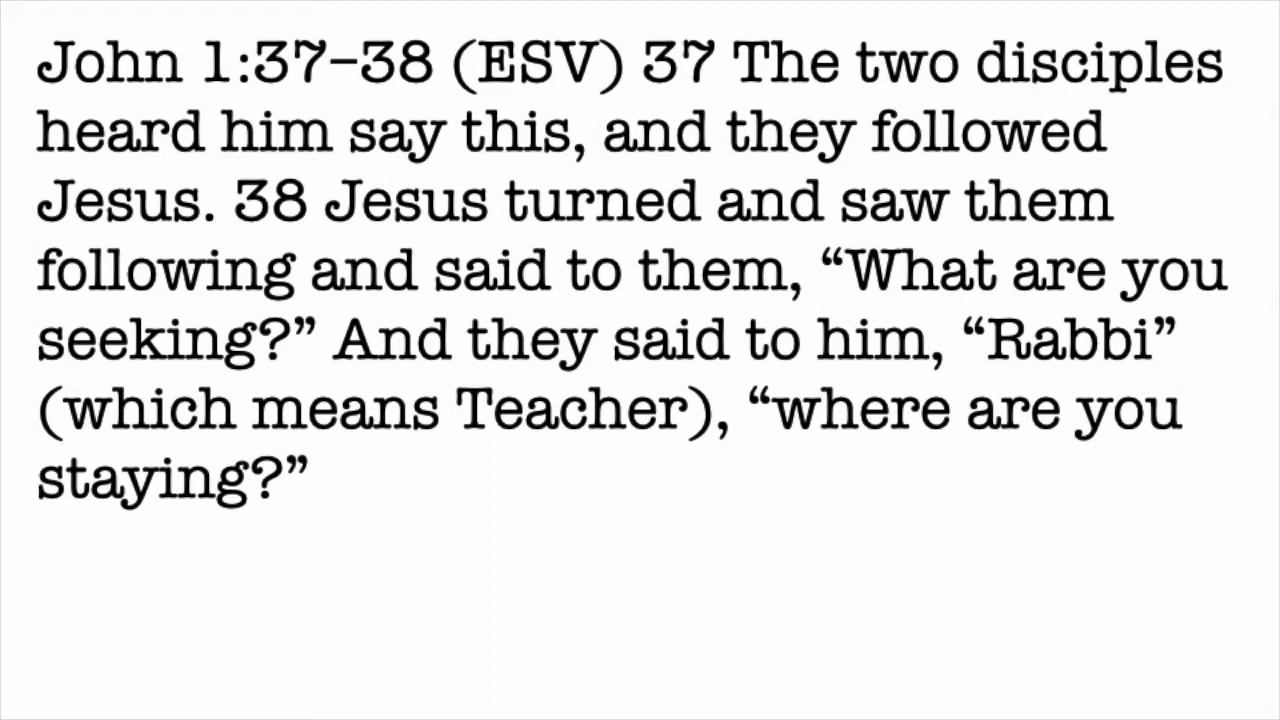 John 1:37–38 (ESV) 37 The two disciples
heard him say this, and they followed
Jesus. 38 Jesus turned and saw them
following and said to them, “What are you
seeking?” And they said to him, “Rabbi”
(which means Teacher), “where are you
staying?”